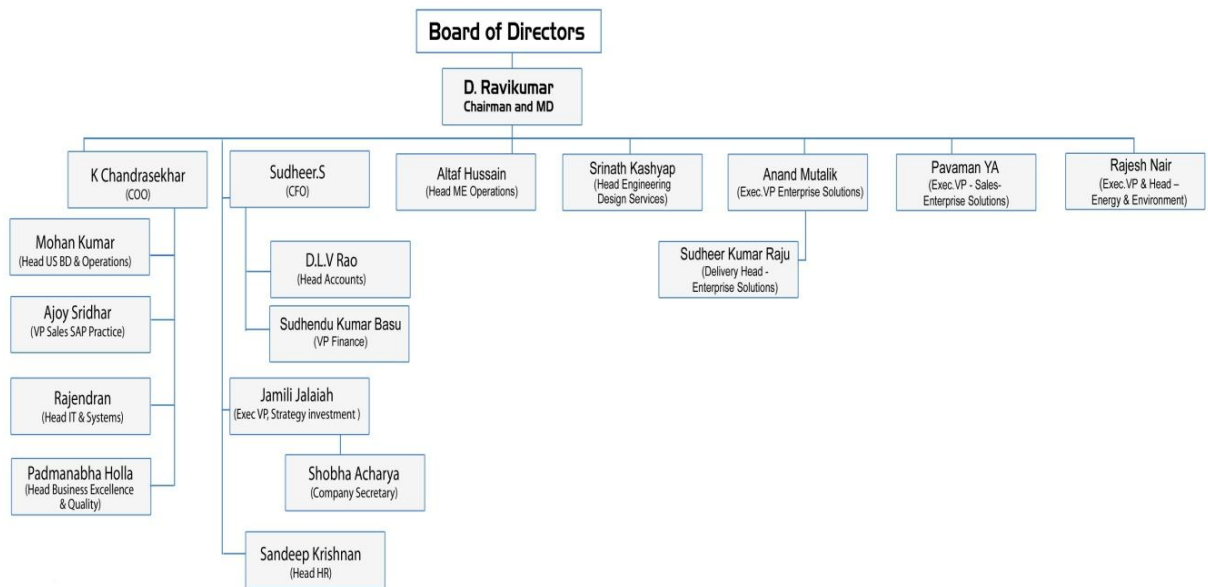 Board of Directors
D. Ravikumar
Chairman and MD
K Chandrasekhar
(COO)
Mohan Kumar
(Head US BD & Operations)
Ajoy Sridhar
(VP Sales SAP Practice)
Rajendran
(Head IT & Systems)
Padmanabha Holla
(Head Business Excellence
& Quality)
Sudheer.S
(CFO)
D.L.V Rao
(Head Accounts)
Sudhendu Kumar Basu
(VP Finance)
Jamili Jalaiah
(Exec VP, Strategy investment )
Shobha Acharya
(Company Secretary)
Sandeep Krishnan
(Head HR)
Altaf Hussain
(Head ME Operations)
Srinath Kashyap
(Head Engineering
Design Services)
Anand Mutalik
(Exec.VP Enterprise Solutions)
Sudheer Kumar Raju
(Delivery Head -
Enterprise Solutions)
Pavaman YA
(Exec.VP - Sales-
Enterprise Solutions)
Rajesh Nair
(Exec.VP & Head –
Energy & Environment)